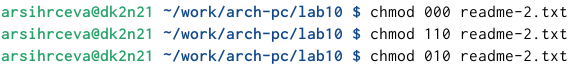 arsihrceva@dk2n21 ~/work/arch-pc/lab10 $ chmod 000 readme-2.txt
arsihrceva@dk2n21 ~/work/arch-pc/lab10 $ chmod 110 readme-2.txt
arsihrceva@dk2n21 ~/work/arch-pc/lab10 $ chmod 010 readme-2.txt